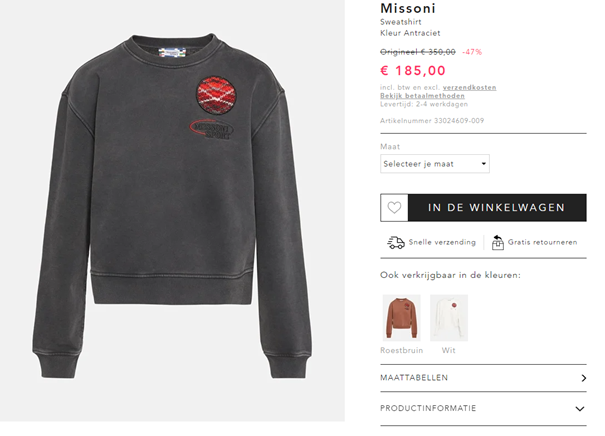 Missoni
Sweatshirt
Kleur Antraciet
Origineel € 350,00 -47%
€ 185,00
incl. btw en excl. verzendkosten
Bekijk betaalmethoden
Levertijd: 2-4 werkdagen
Artikelnummer 33024609-009
Maat
Selecteer je maat
IN DE WINKELWAGEN
Snelle verzending
Gratis retourneren
Ook verkrijgbaar in de kleuren:
Roestbruin
Wit
MAATTABELLEN
PRODUCTINFORMATIE